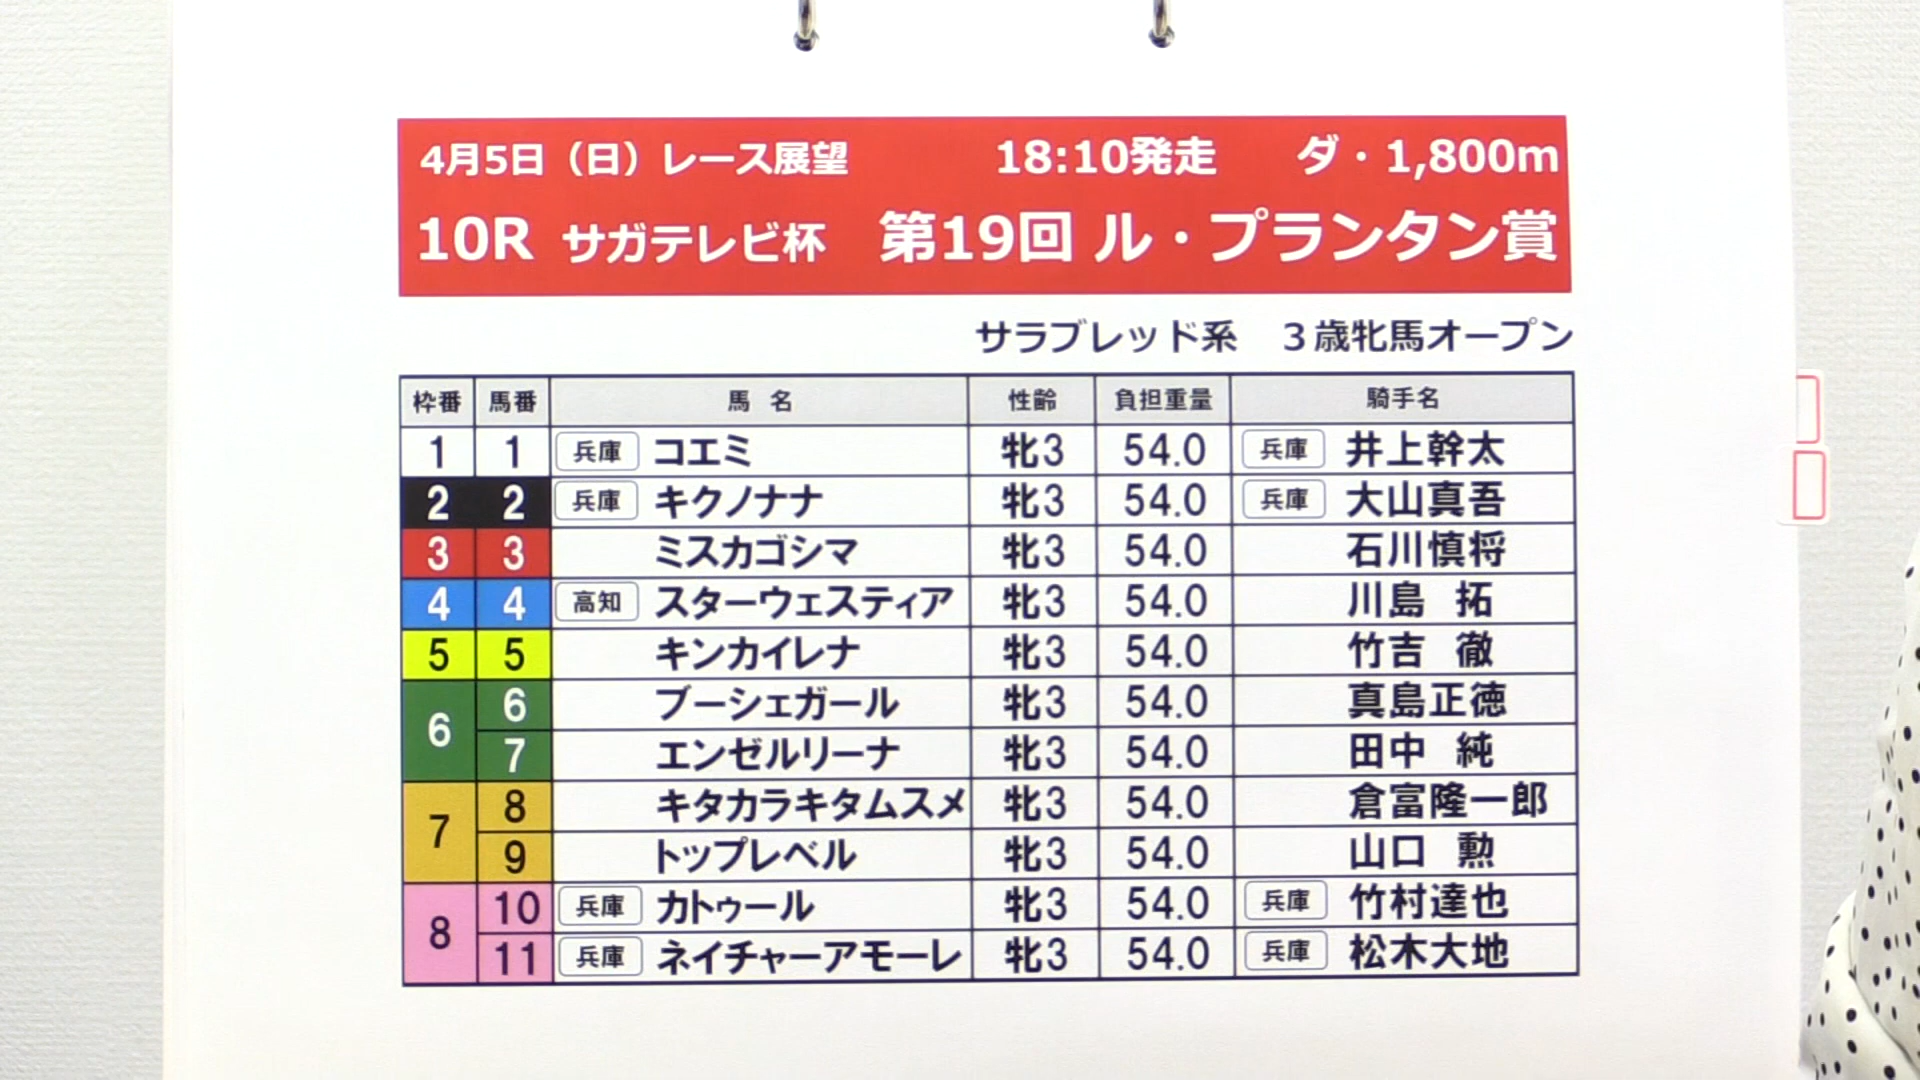 4月5日（日）レース展望 18:10発走 ダ・1,800m
10R サガテレビ杯 第19回 ル・プランタン賞
サラブレッド系 3歳牝馬オープン
枠番 馬番 馬 名 性齢 負担重量 騎手名
1 1 兵庫 コエミ 牝3 54.0 兵庫 井上幹太
2 2 兵庫 キクノナナ 牝3 54.0 兵庫 大山真吾
3 3 ミスカゴシマ 牝3 54.0 石川慎将
4 4 高知 スターウェスティア 牝3 54.0 川島 拓
5 5 キンカイレナ 牝3 54.0 竹吉 徹
6 6 ブーシェガール 牝3 54.0 真島正徳
7 エンゼルリーナ 牝3 54.0 田中 純
7 8 キタカラキタムスメ 牝3 54.0 倉富隆一郎
9 トップレベル 牝3 54.0 山口 勲
8 10 兵庫 カトゥール 牝3 54.0 兵庫 竹村達也
11 兵庫 ネイチャーアモーレ 牝3 54.0 兵庫 松木大地